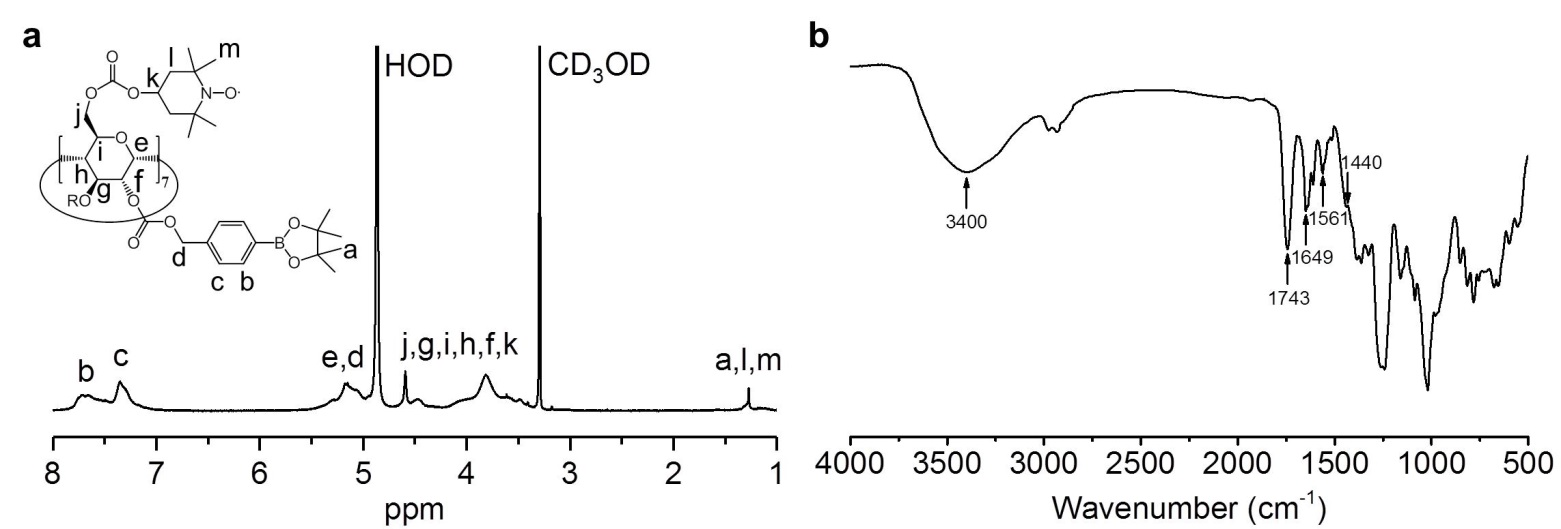 a
l
m
O
k
O
O
N
O·
j
O
e
i
h
f
7
g
RO
O
O
O
d
c
b
B
O
O
a
HOD
CD3OD
b
c
e,d
j,g,i,h,f,k
a,l,m
8 7 6 5 4 3 2 1
ppm
b
3400
1743
1649
1561
1440
4000 3500 3000 2500 2000 1500 1000 500
Wavenumber (cm-1)